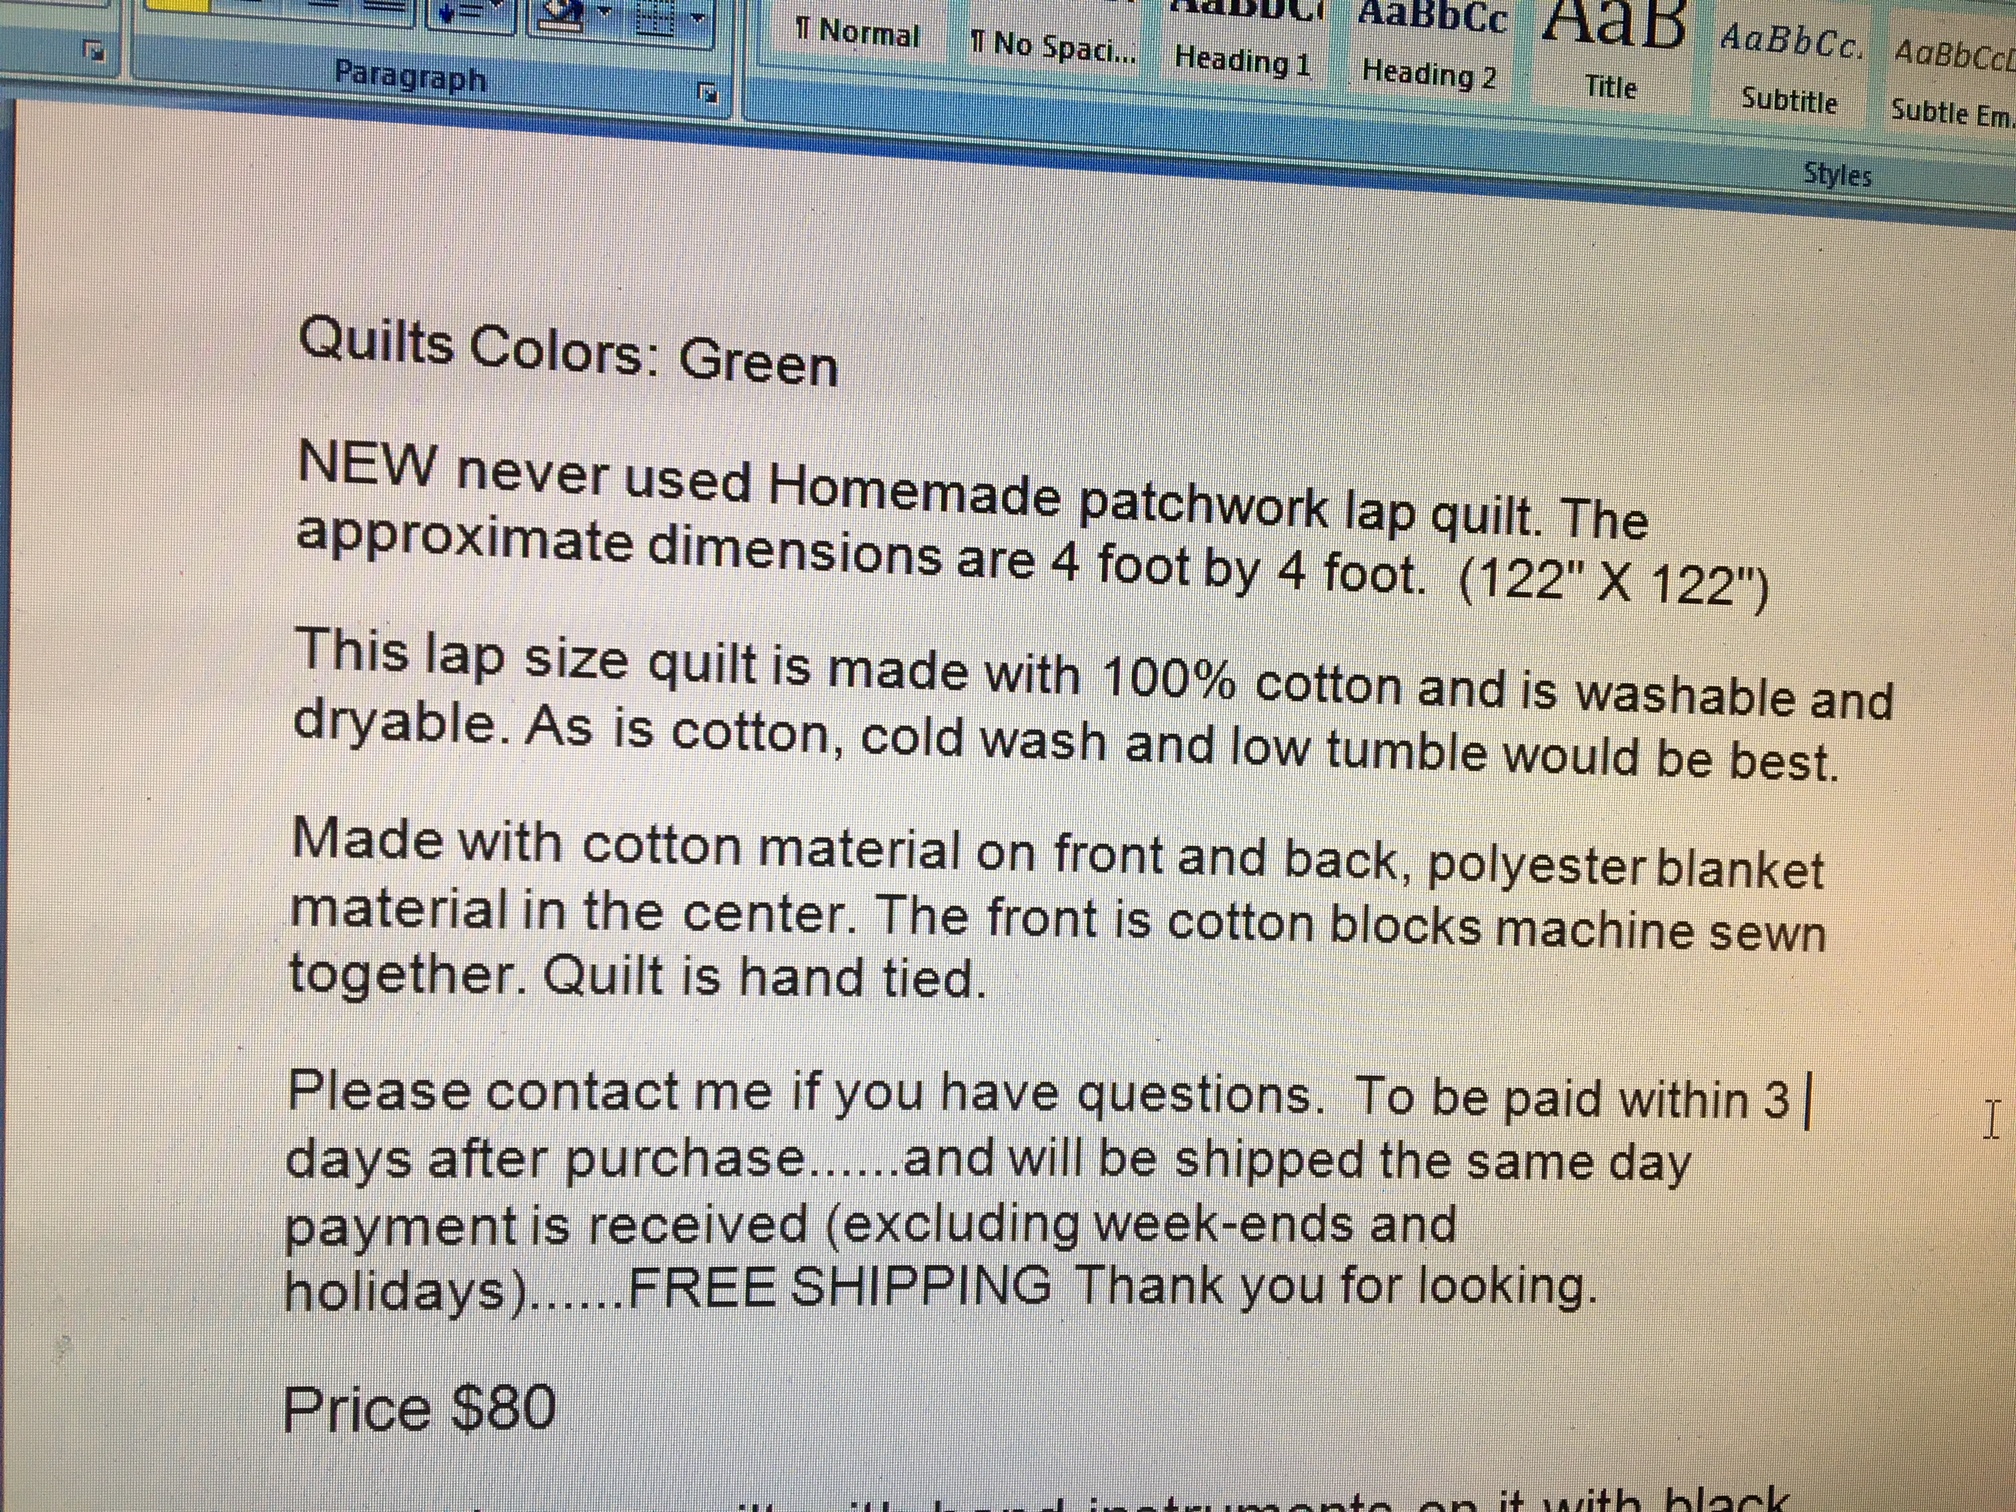 AaBbCc AaB AaBbCc. AaBbCcL
¶ Normal ¶ No Spaci... Heading 1 Heading 2 Title Subtitle Subtle Em.
Paragraph
Styles
Quilts Colors: Green
NEW never used Homemade patchwork lap quilt. The
approximate dimensions are 4 foot by 4 foot.  (122" X 122")
This lap size quilt is made with 100% cotton and is washable and
dryable. As is cotton, cold wash and low tumble would be best.
Made with cotton material on front and back, polyester blanket
material in the center. The front is cotton blocks machine sewn
together. Quilt is hand tied.
Please contact me if you have questions.  To be paid within 3
days after purchase......and will be shipped the same day
payment is received (excluding week-ends and
holidays)......FREE SHIPPING  Thank you for looking.
Price $80
instruments on it with black